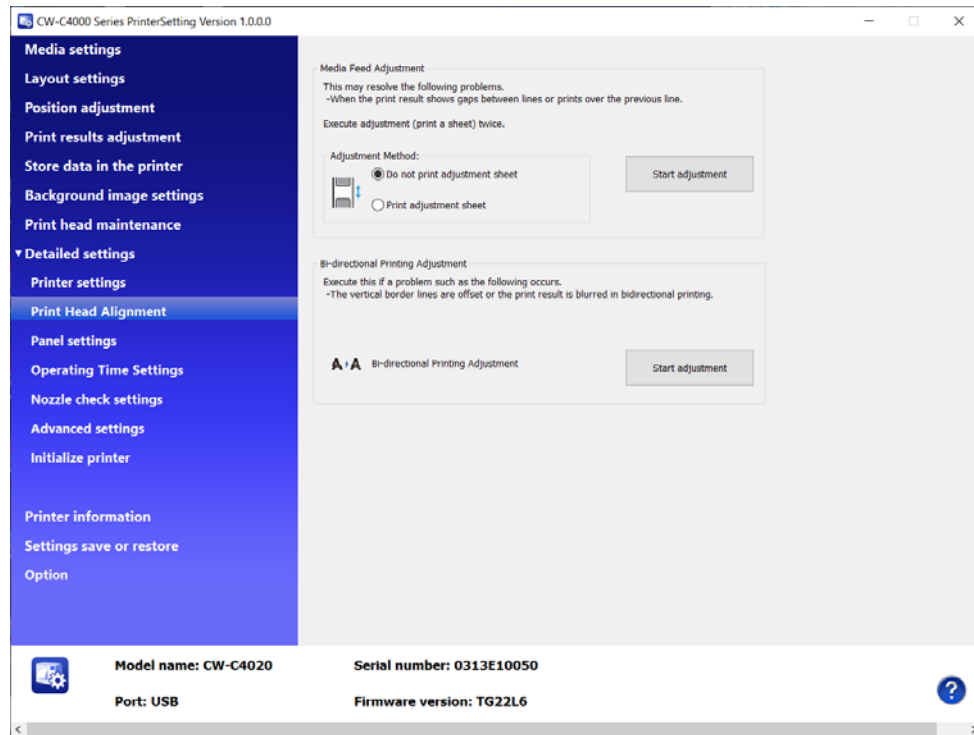 CW-C4000 Series PrinterSetting Version 1.0.0.0
Media settings
Layout settings
Position adjustment
Print results adjustment
Store data in the printer
Background image settings
Print head maintenance
Detailed settings
Printer settings
Print Head Alignment
Panel settings
Operating Time Settings
Nozzle check settings
Advanced settings
Initialize printer
Printer information
Settings save or restore
Option
Media Feed Adjustment
This may resolve the following problems.
-When the print result shows gaps between lines or prints over the previous line.
Execute adjustment (print a sheet) twice.
Adjustment Method:
Do not print adjustment sheet
Print adjustment sheet
Start adjustment
Bi-directional Printing Adjustment
Execute this if a problem such as the following occurs.
-The vertical border lines are offset or the print result is blurred in bidirectional printing.
A A Bi-directional Printing Adjustment
Start adjustment
Model name: CW-C4020
Serial number: 0313E10050
Port: USB
Firmware version: TG22L6
?